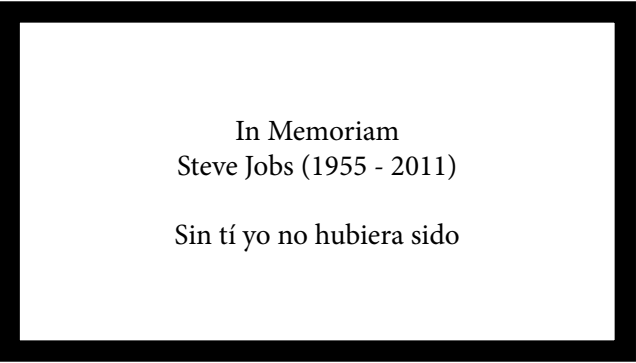 In Memoriam
Steve Jobs (1955 - 2011)
Sin tí yo no hubiera sido